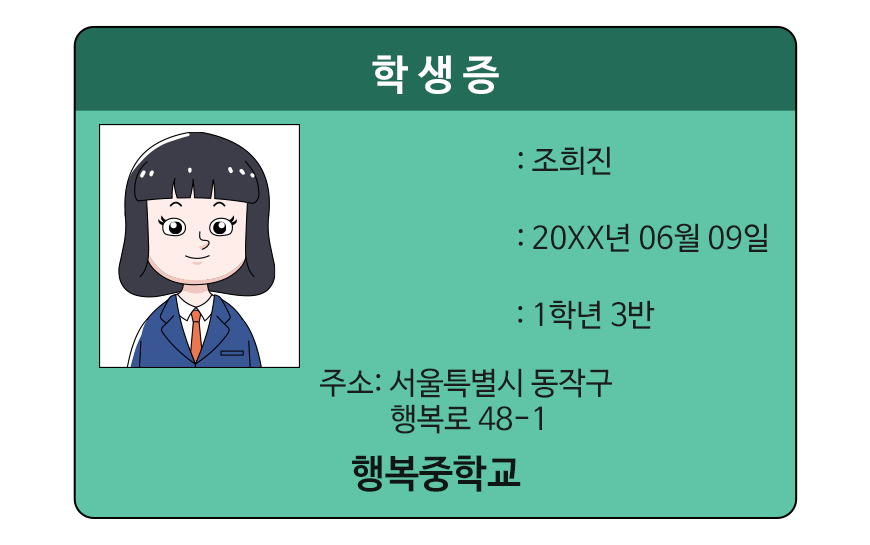 학생증
: 조희진
: 20XX년 06월 09일
: 1학년 3반
주소: 서울특별시 동작구
행복로 48-1
행복중학교